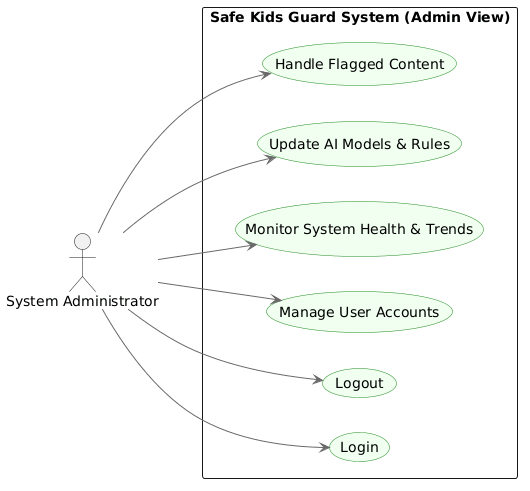 Safe Kids Guard System (Admin View)
Handle Flagged Content
Update AI Models & Rules
Monitor System Health & Trends
System Administrator
Manage User Accounts
Logout
Login